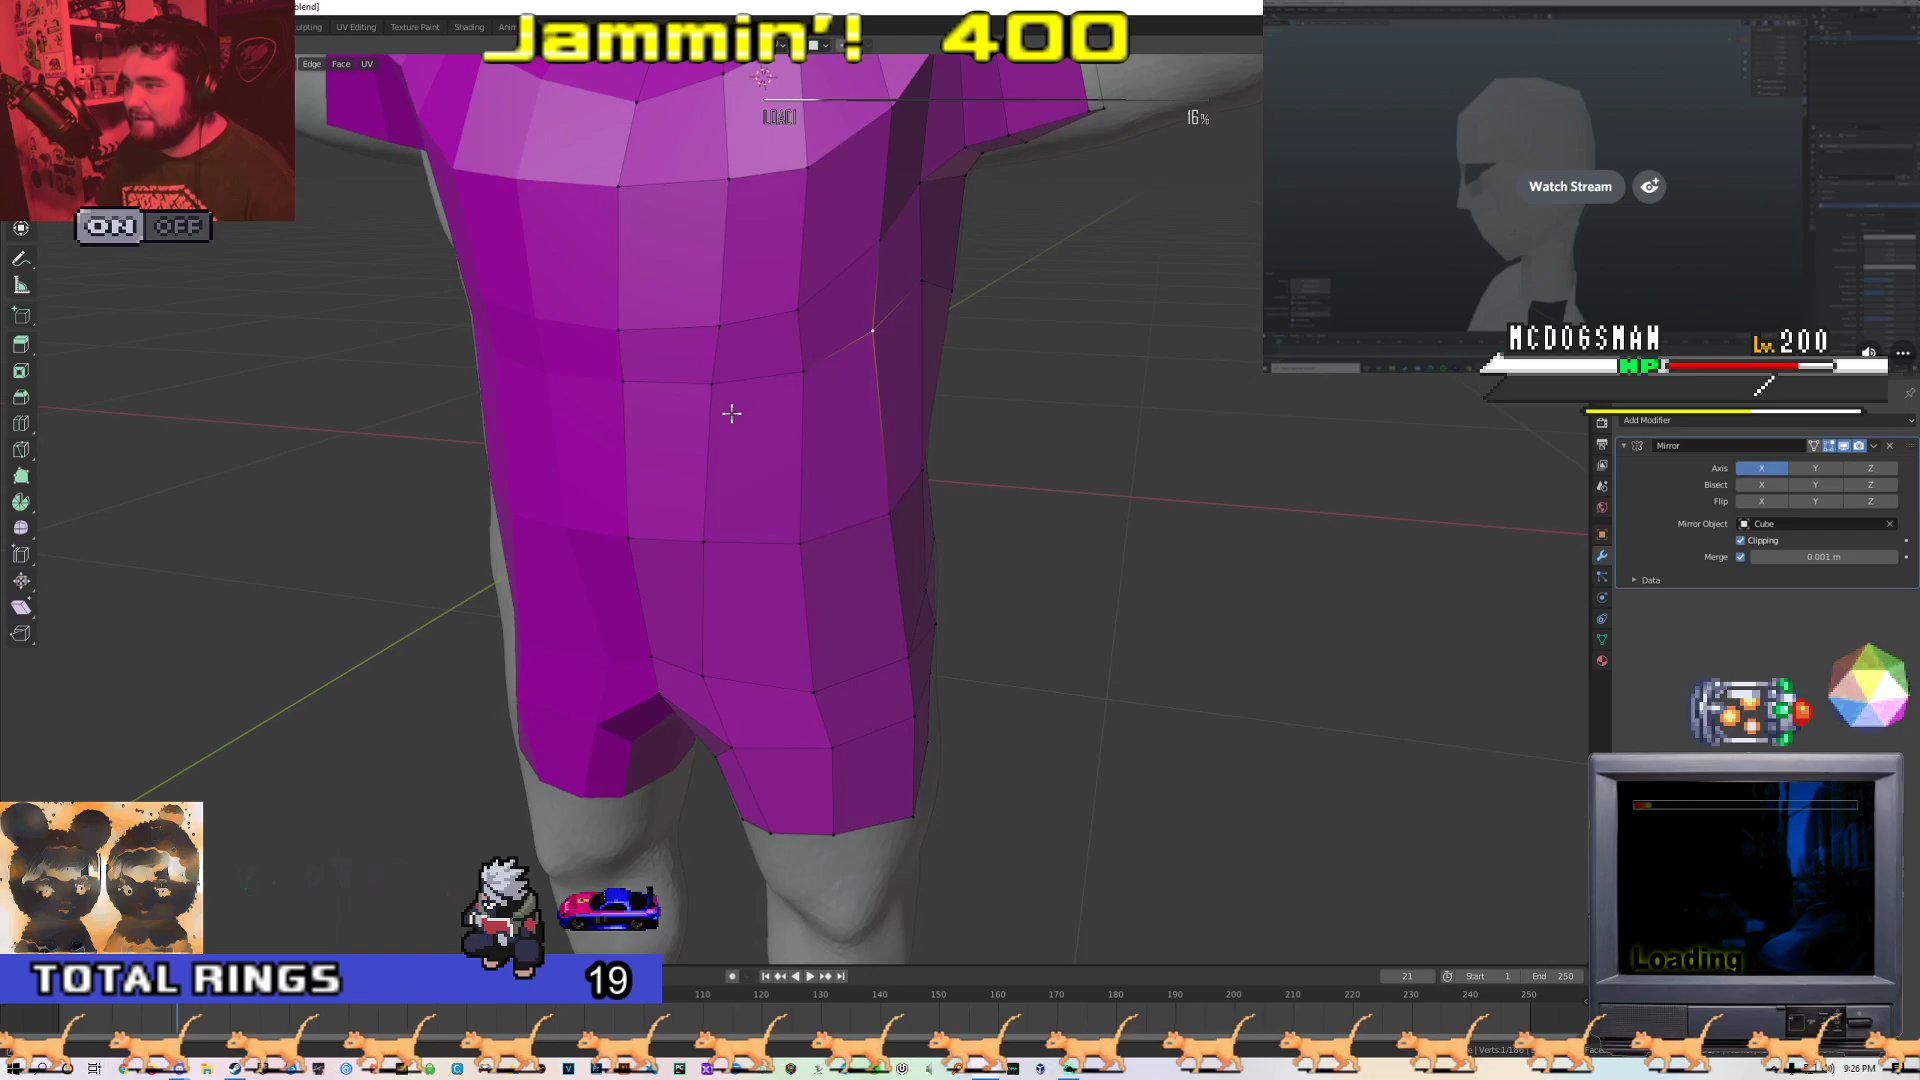 blend]
ulpting UV Editing Texture Paint Shading
Jammin'! 400
Edge Face UV
LOADI
16%
ON OFF
Watch Stream
MCDOGSMAN Lv.200
HP
Add Modifier
Mirror
Axis X Y Z
Bisect X Y Z
Flip X Y Z
Mirror Object Cube
Clipping
Merge 0.001 m
Data
Loading
TOTAL RINGS 19
21 Start 1 End 250
110 120 130 140 150 160 170 180 190 200 210 220 230 240 250
9:26 PM